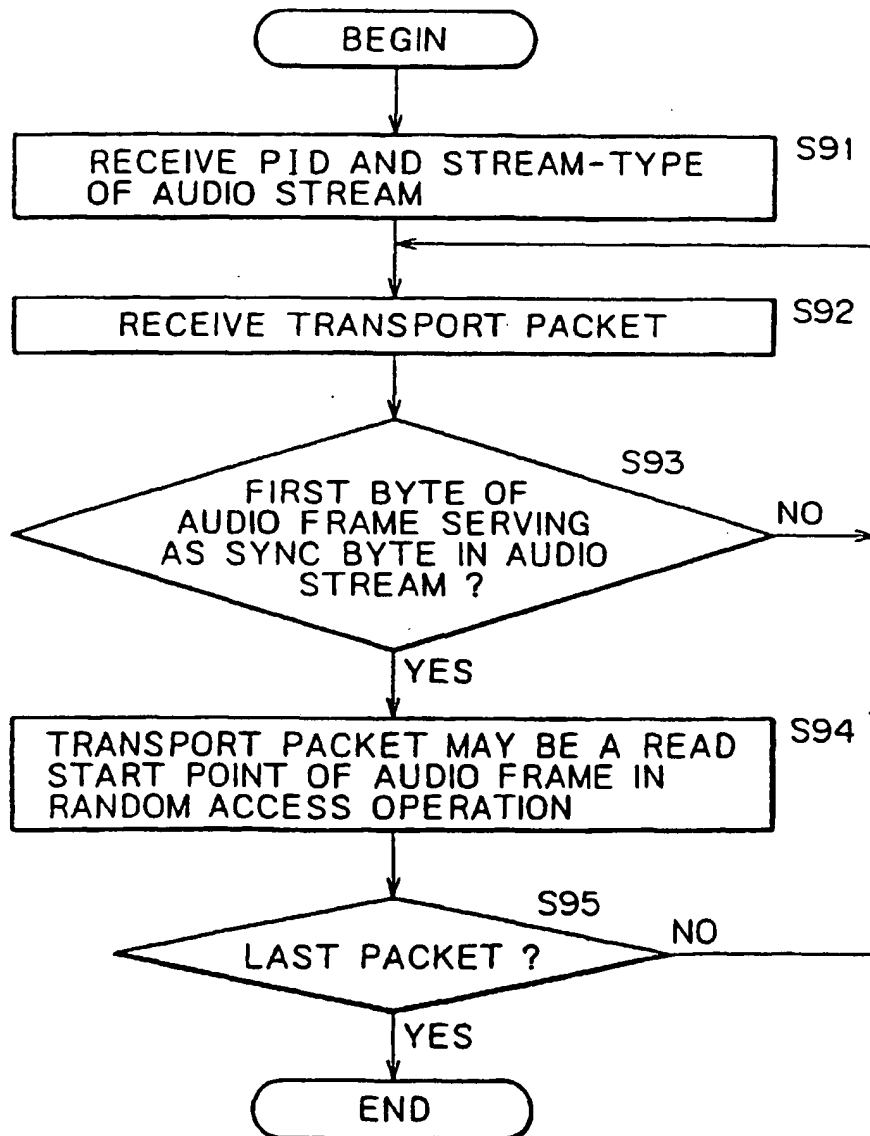 BEGIN
S91
RECEIVE PID AND STREAM-TYPE
OF AUDIO STREAM
RECEIVE TRANSPORT PACKET
S92
S93
FIRST BYTE OF
AUDIO FRAME SERVING
AS SYNC BYTE IN AUDIO
STREAM ?
NO
YES
TRANSPORT PACKET MAY BE A READ
START POINT OF AUDIO FRAME IN
RANDOM ACCESS OPERATION
S94
S95
LAST PACKET ?
NO
YES
END